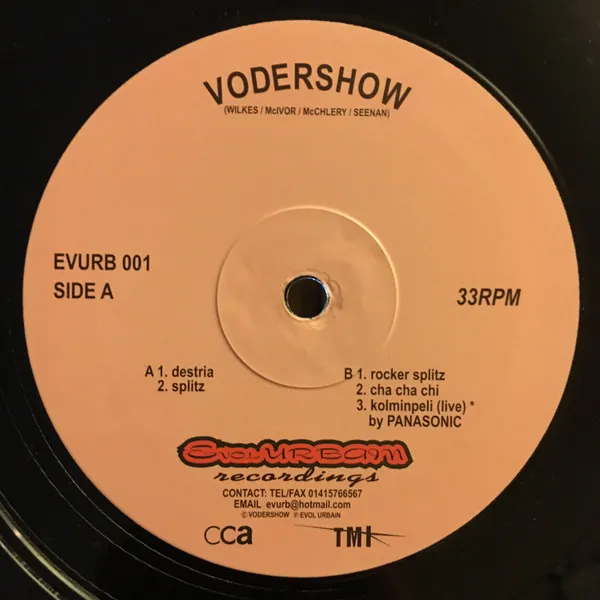 VODERSHOW
(WILKES / McIVOR / McCHLERY / SEENAN)
EVURB 001
SIDE A
33RPM
A 1. destria
2. splitz
B 1. rocker splitz
2. cha cha chi
3. kolminpeli (live) *
by PANASONIC
EVOL URBAIN
recordings
CONTACT: TEL/FAX 01415766567
EMAIL evurb@hotmail.com
© VODERSHOW ℗ EVOL URBAIN
cca
TMI